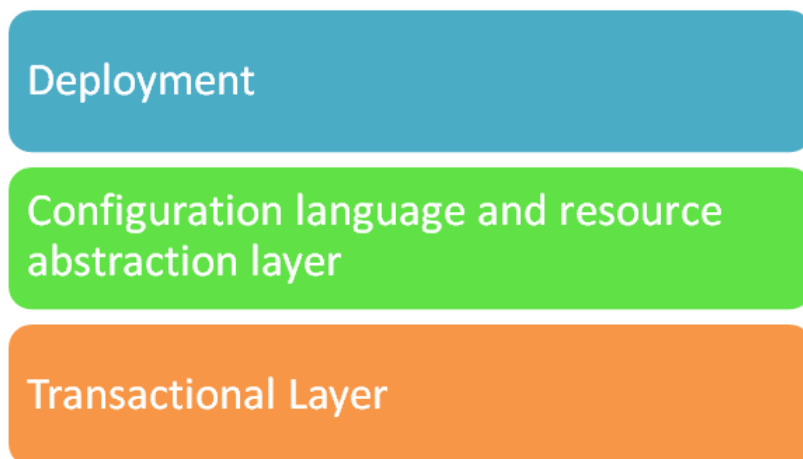 Deployment
Configuration language and resource
abstraction layer
Transactional Layer